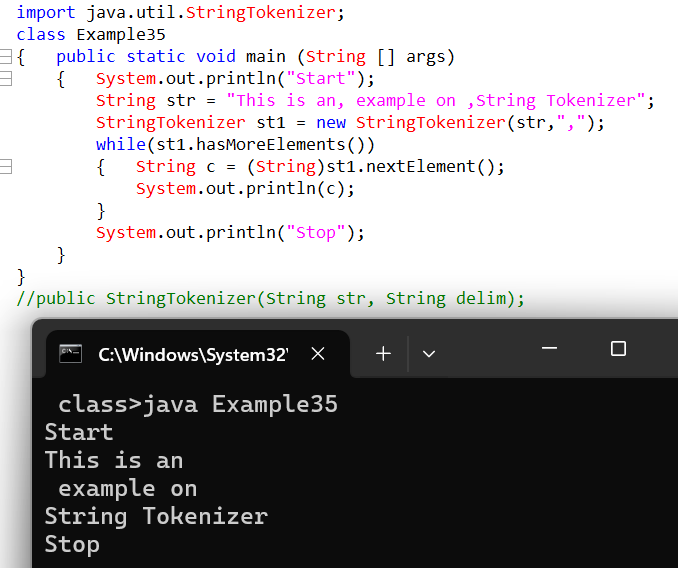 import java.util.StringTokenizer;
class Example35
{   public static void main (String [] args)
    {   System.out.println("Start");
        String str = "This is an, example on ,String Tokenizer";
        StringTokenizer st1 = new StringTokenizer(str,",");
        while(st1.hasMoreElements())
        {   String c = (String)st1.nextElement();
            System.out.println(c);
        }
        System.out.println("Stop");
    }
}
//public StringTokenizer(String str, String delim);
C:\Windows\System32\
 class>java Example35
Start
This is an
 example on
String Tokenizer
Stop